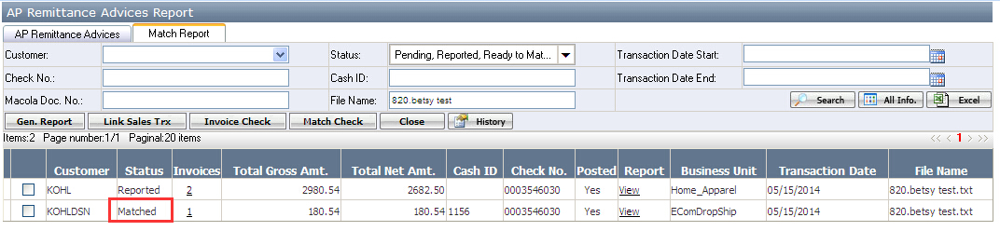 AP Remittance Advices Report
AP Remittance Advices Match Report
Customer: Status: Pending, Reported, Ready to Mat... Transaction Date Start:
Check No.: Cash ID: Transaction Date End:
Macola Doc. No.: File Name: 820.betsy test Search All Info. Excel
Gen. Report Link Sales Trx Invoice Check Match Check Close History
Items:2 Page number:1/1 Paginal:20 items << < 1 > >>
Customer Status Invoices Total Gross Amt. Total Net Amt. Cash ID Check No. Posted Report Business Unit Transaction Date File Name
KOHL Reported 2 2980.54 2682.50 0003546030 Yes View Home_Apparel 05/15/2014 820.betsy test.txt
KOHLDSN Matched 1 180.54 180.54 1156 0003546030 Yes View EComDropShip 05/15/2014 820.betsy test.txt